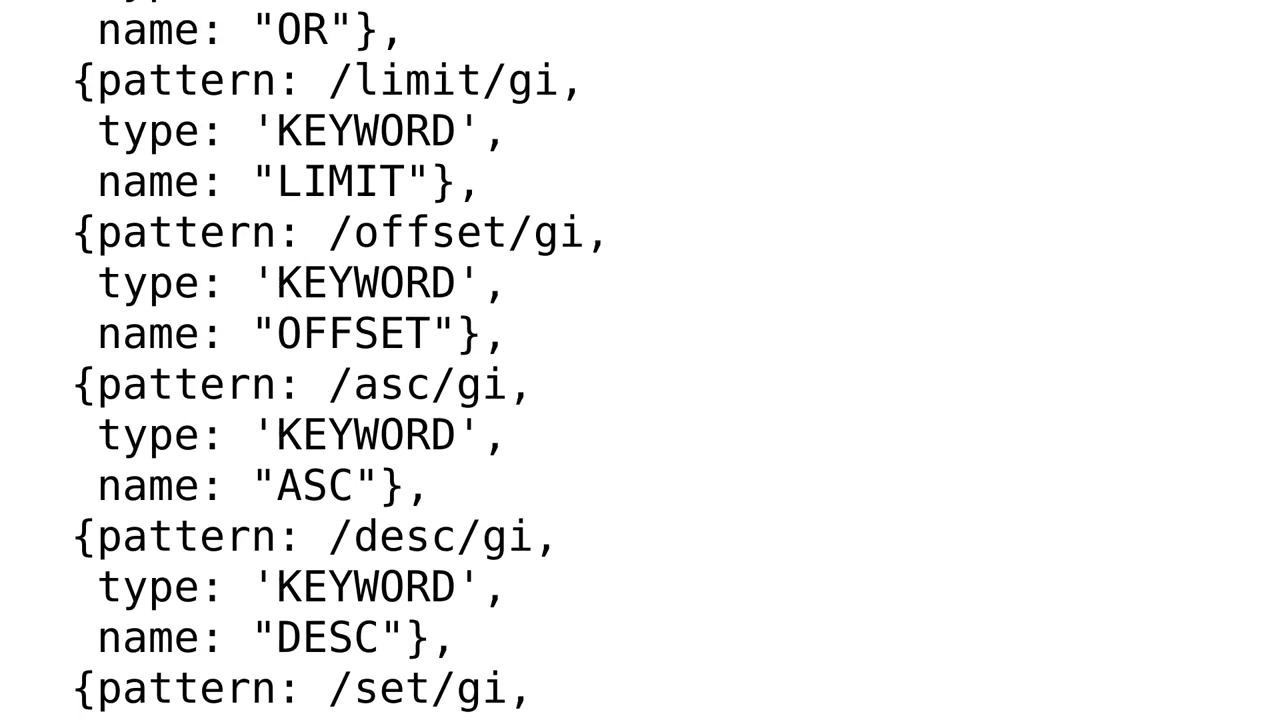 name: "OR"},
{pattern: /limit/gi,
type: 'KEYWORD',
name: "LIMIT"},
{pattern: /offset/gi,
type: 'KEYWORD',
name: "OFFSET"},
{pattern: /asc/gi,
type: 'KEYWORD',
name: "ASC"},
{pattern: /desc/gi,
type: 'KEYWORD',
name: "DESC"},
{pattern: /set/gi,